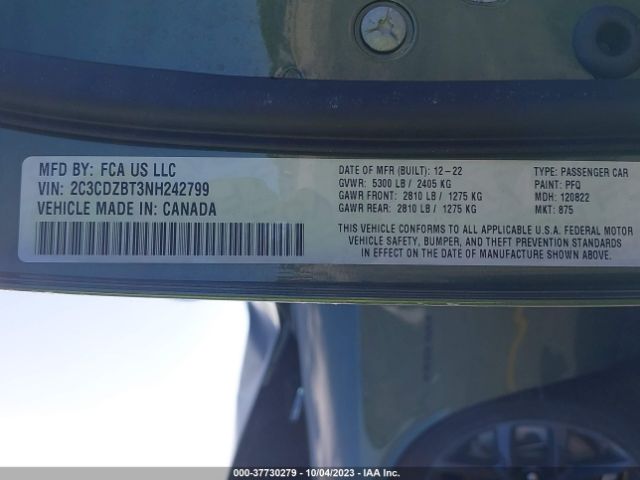 MFD BY: FCA US LLC
VIN: 2C3CDZBT3NH242799
VEHICLE MADE IN: CANADA
DATE OF MFR (BUILT): 12-22
GVWR: 5300 LB / 2405 KG
GAWR FRONT: 2810 LB / 1275 KG
GAWR REAR: 2810 LB / 1275 KG
TYPE: PASSENGER CAR
PAINT: PFQ
MDH: 120822
MKT: 875
THIS VEHICLE CONFORMS TO ALL APPLICABLE U.S.A. FEDERAL MOTOR
VEHICLE SAFETY, BUMPER, AND THEFT PREVENTION STANDARDS
IN EFFECT ON THE DATE OF MANUFACTURE SHOWN ABOVE.
000-37730279 - 10/04/2023 - IAA Inc.